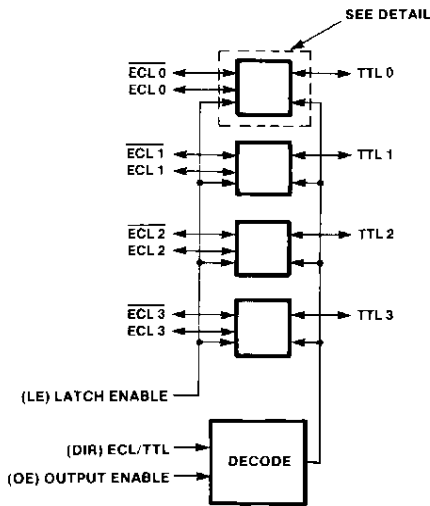 SEE DETAIL
ECL 0
ECL 0
TTL 0
ECL 1
ECL 1
TTL 1
ECL 2
ECL 2
TTL 2
ECL 3
ECL 3
TTL 3
(LE) LATCH ENABLE
(DIR) ECL/TTL
(OE) OUTPUT ENABLE
DECODE